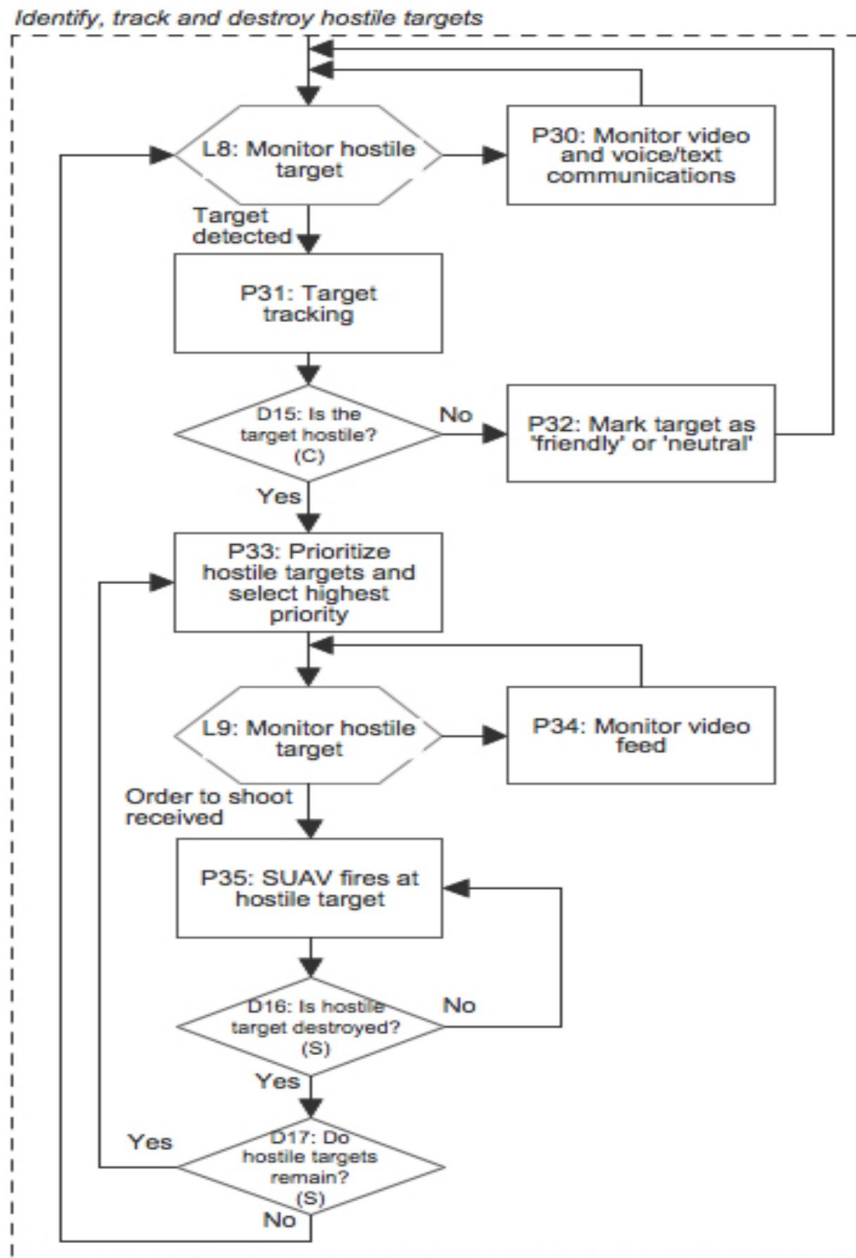 Identify, track and destroy hostile targets
L8: Monitor hostile
target
P30: Monitor video
and voice/text
communications
Target
detected
P31: Target
tracking
D15: Is the
target hostile?
(C)
No
P32: Mark target as
'friendly' or 'neutral'
Yes
P33: Prioritize
hostile targets and
select highest
priority
L9: Monitor hostile
target
P34: Monitor video
feed
Order to shoot
received
P35: SUAV fires at
hostile target
D16: Is hostile
target destroyed?
(S)
No
Yes
Yes
D17: Do
hostile targets
remain?
(S)
No